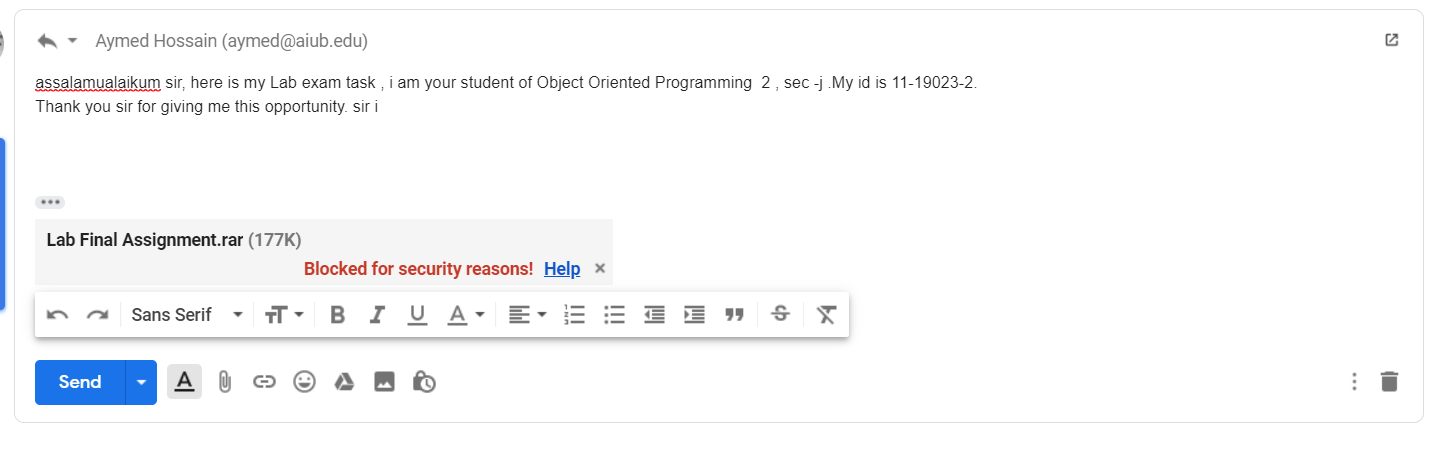 Aymed Hossain (aymed@aiub.edu)
assalamualaikum sir, here is my Lab exam task , i am your student of Object Oriented Programming  2 , sec -j .My id is 11-19023-2.
Thank you sir for giving me this opportunity. sir i
Lab Final Assignment.rar (177K)
Blocked for security reasons! Help ×
Sans Serif
Send